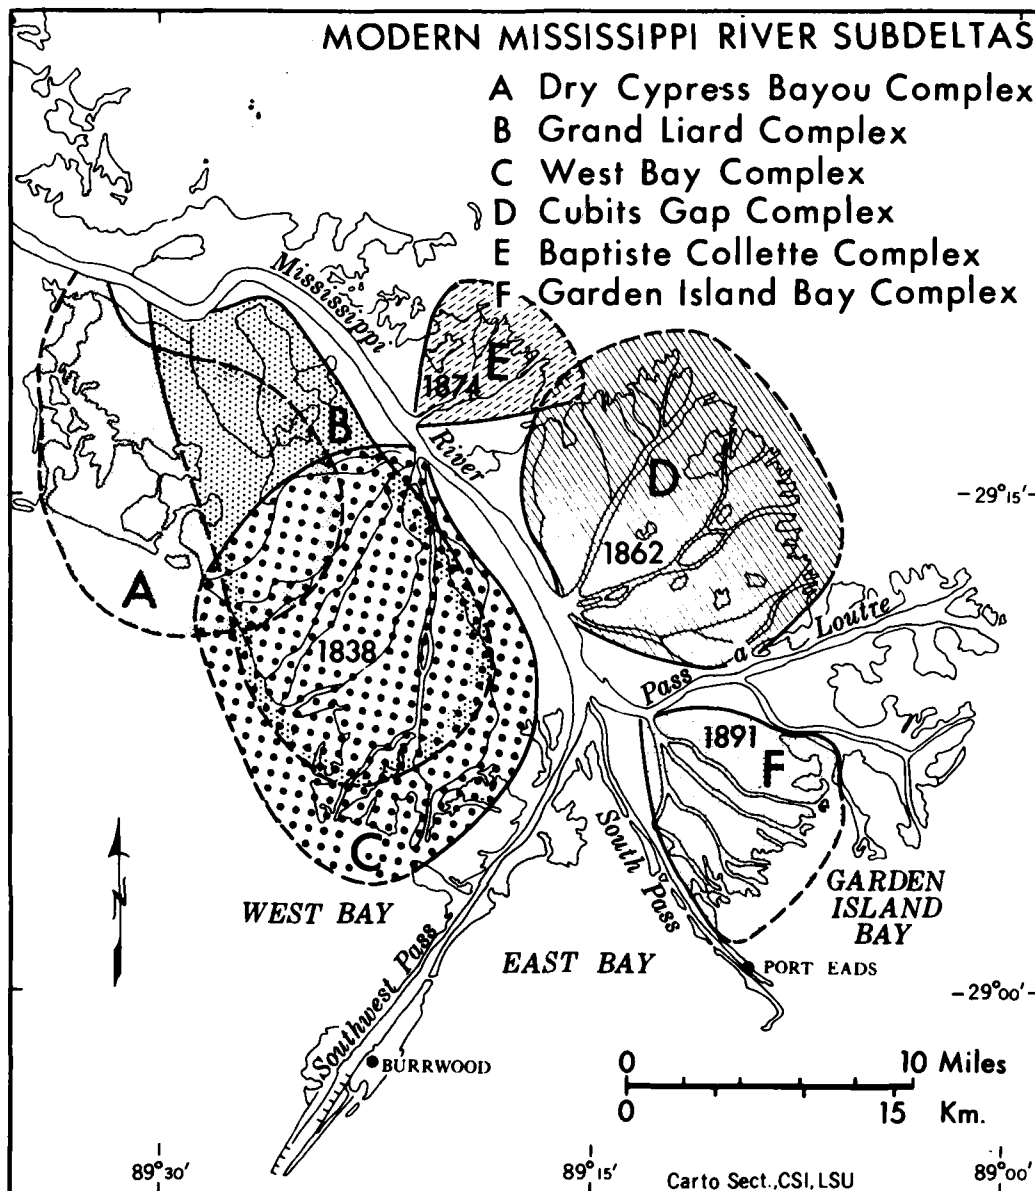 MODERN MISSISSIPPI RIVER SUBDELTAS
A Dry Cypress Bayou Complex
B Grand Liard Complex
C West Bay Complex
D Cubits Gap Complex
E Baptiste Collette Complex
F Garden Island Bay Complex
Mississippi
River
E
1874
B
D
1862
29°15'
A
1838
Pass a Loutre
1891
F
C
N
WEST BAY
South Pass
GARDEN
ISLAND
BAY
EAST BAY
PORT EADS
29°00'
Southwest Pass
BURRWOOD
0 10 Miles
0 15 Km.
89°30'
89°15'
89°00'
Carto Sect.,CSI, LSU